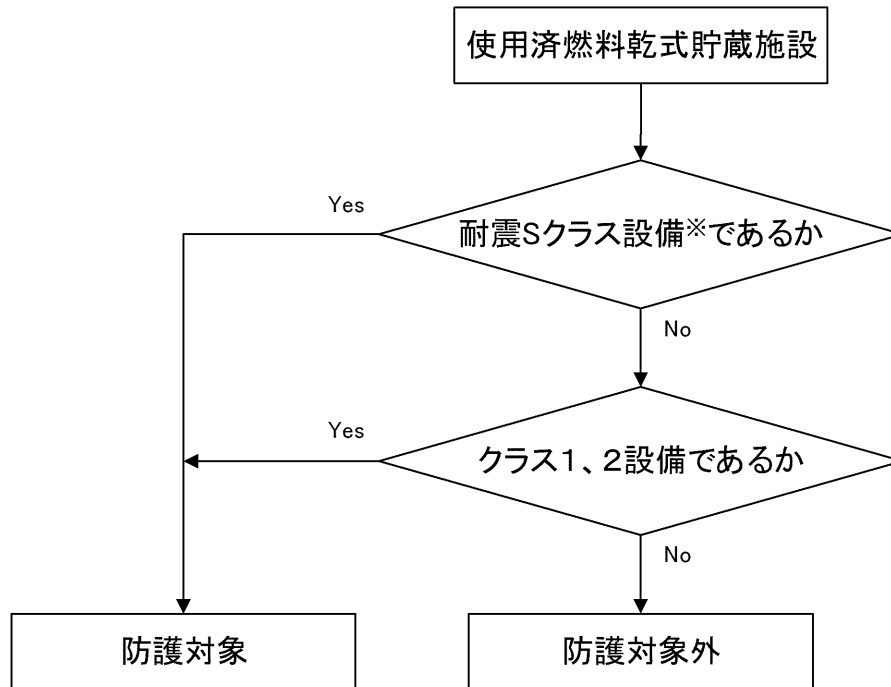 使用済燃料乾式貯蔵施設
Yes
耐震Sクラス設備※であるか
No
Yes
クラス１、２設備であるか
No
防護対象
防護対象外